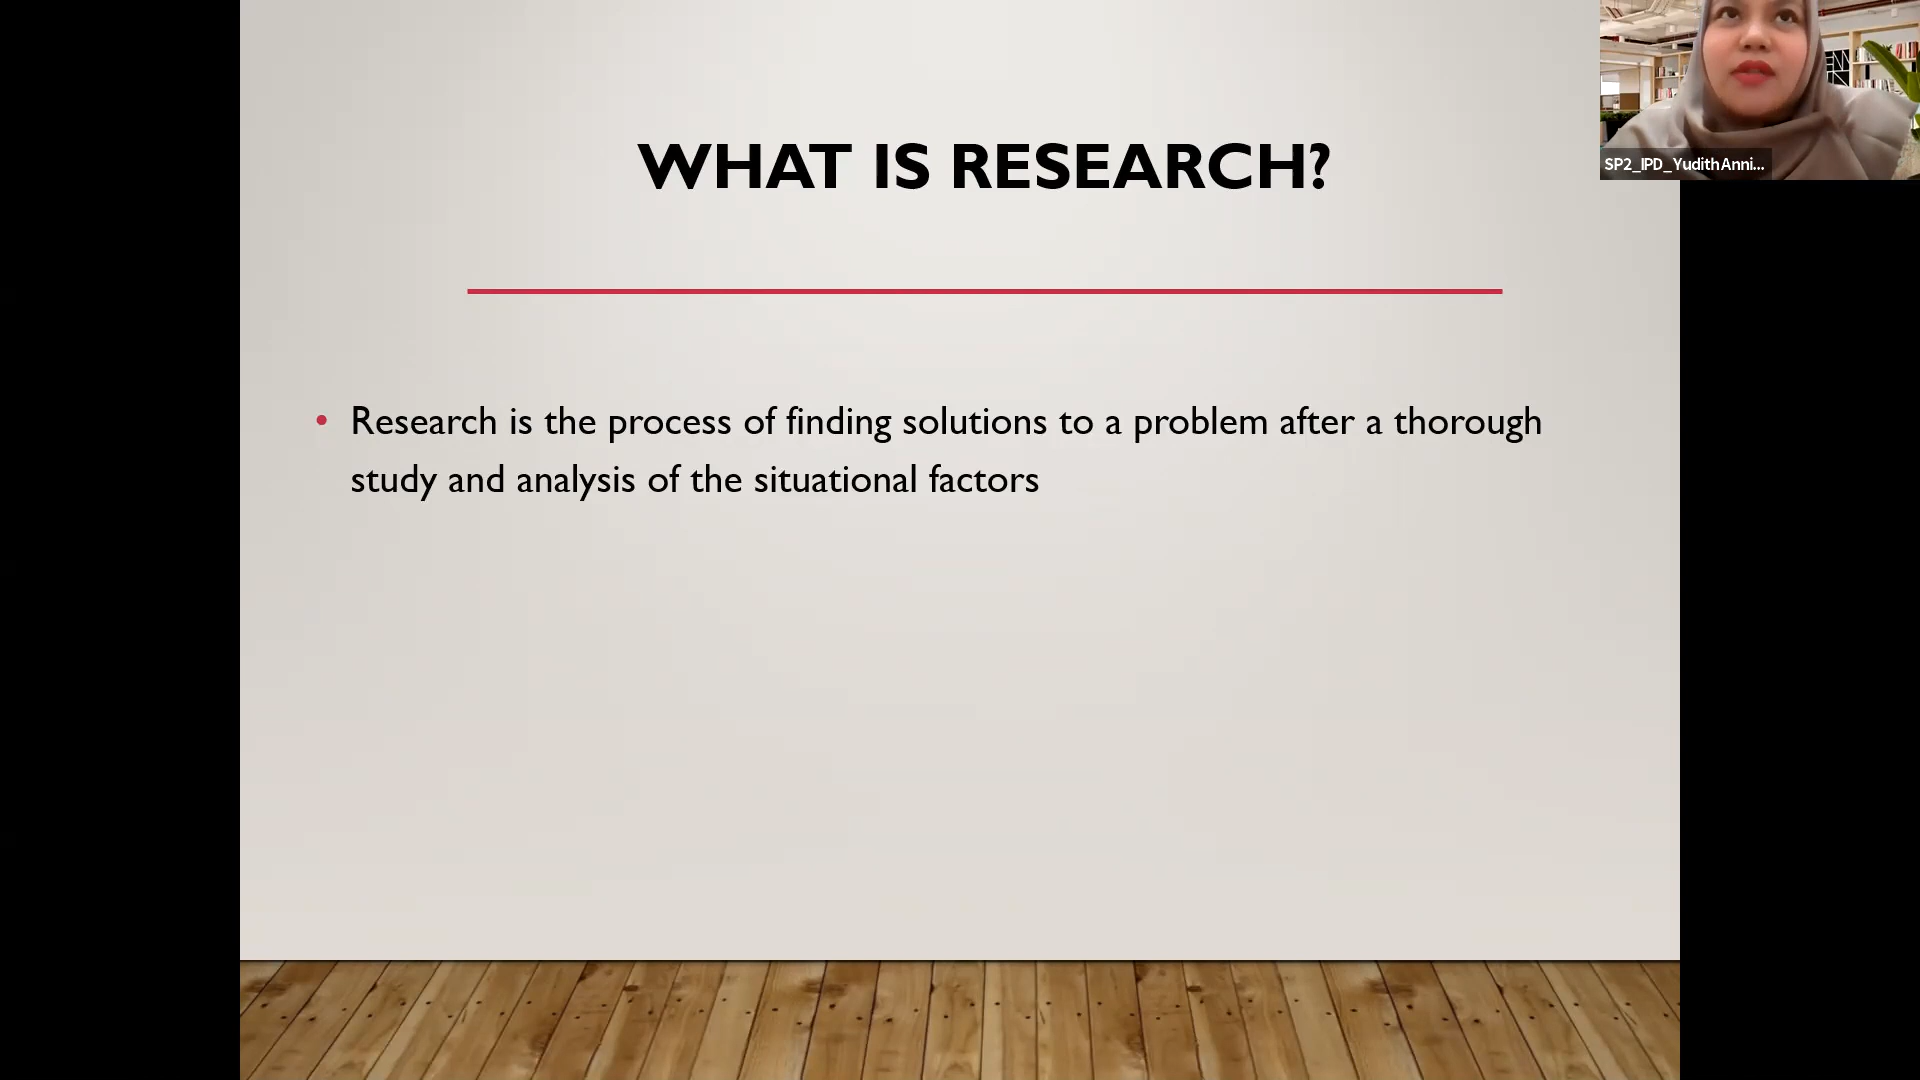 WHAT IS RESEARCH?
SP2_IPD_YudithAnni...
• Research is the process of finding solutions to a problem after a thorough
study and analysis of the situational factors